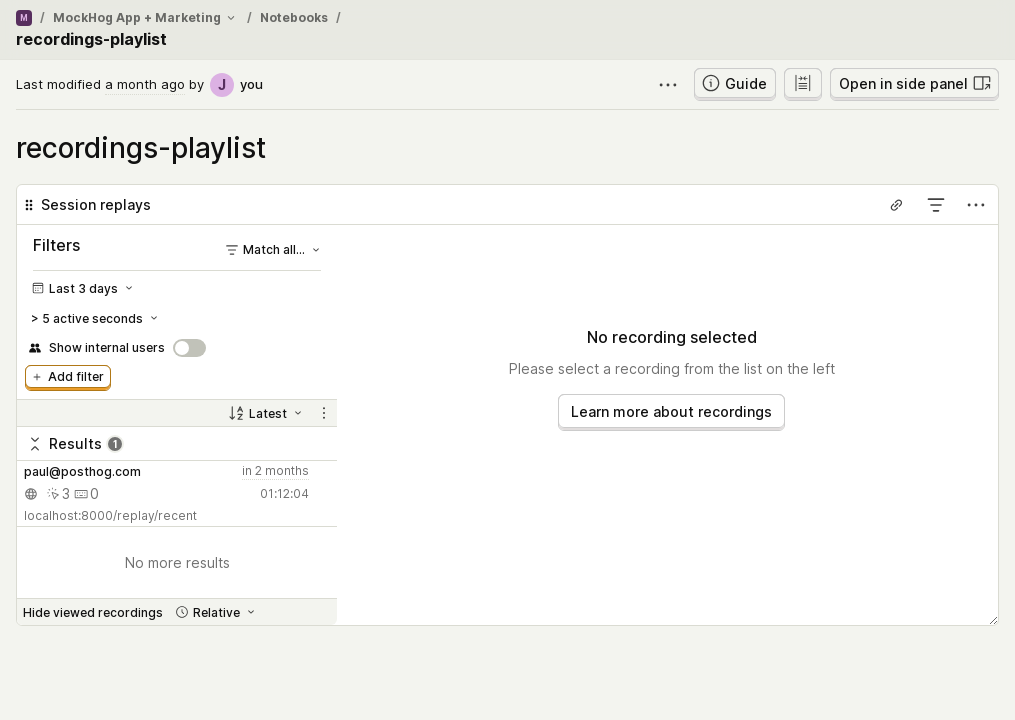 M / MockHog App + Marketing / Notebooks /
recordings-playlist
Last modified a month ago by J you
Guide
Open in side panel
recordings-playlist
Session replays
Filters
Match all...
Last 3 days
> 5 active seconds
Show internal users
+ Add filter
Latest
Results 1
paul@posthog.com
in 2 months
3 0
01:12:04
localhost:8000/replay/recent
No more results
Hide viewed recordings
Relative
No recording selected
Please select a recording from the list on the left
Learn more about recordings